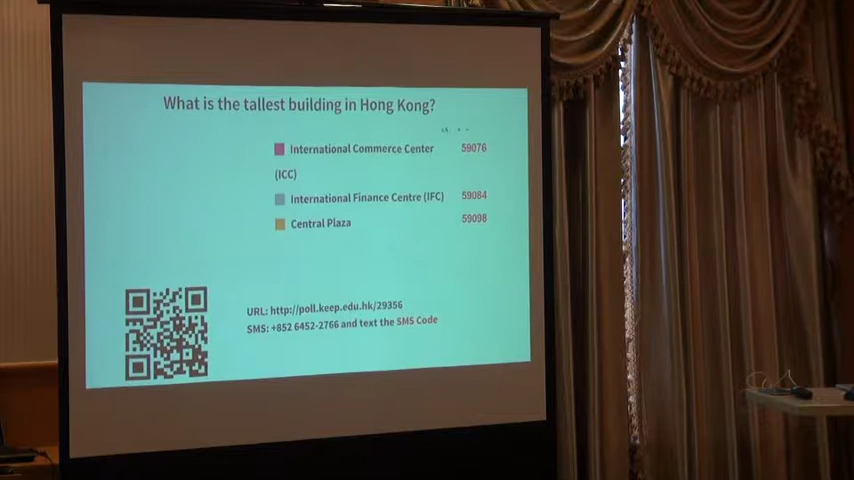 What is the tallest building in Hong Kong?
International Commerce Center 59076
(ICC)
International Finance Centre (IFC) 59084
Central Plaza 59098
URL: http://poll.keep.edu.hk/29356
SMS: +852 6452-2766 and text the SMS Code